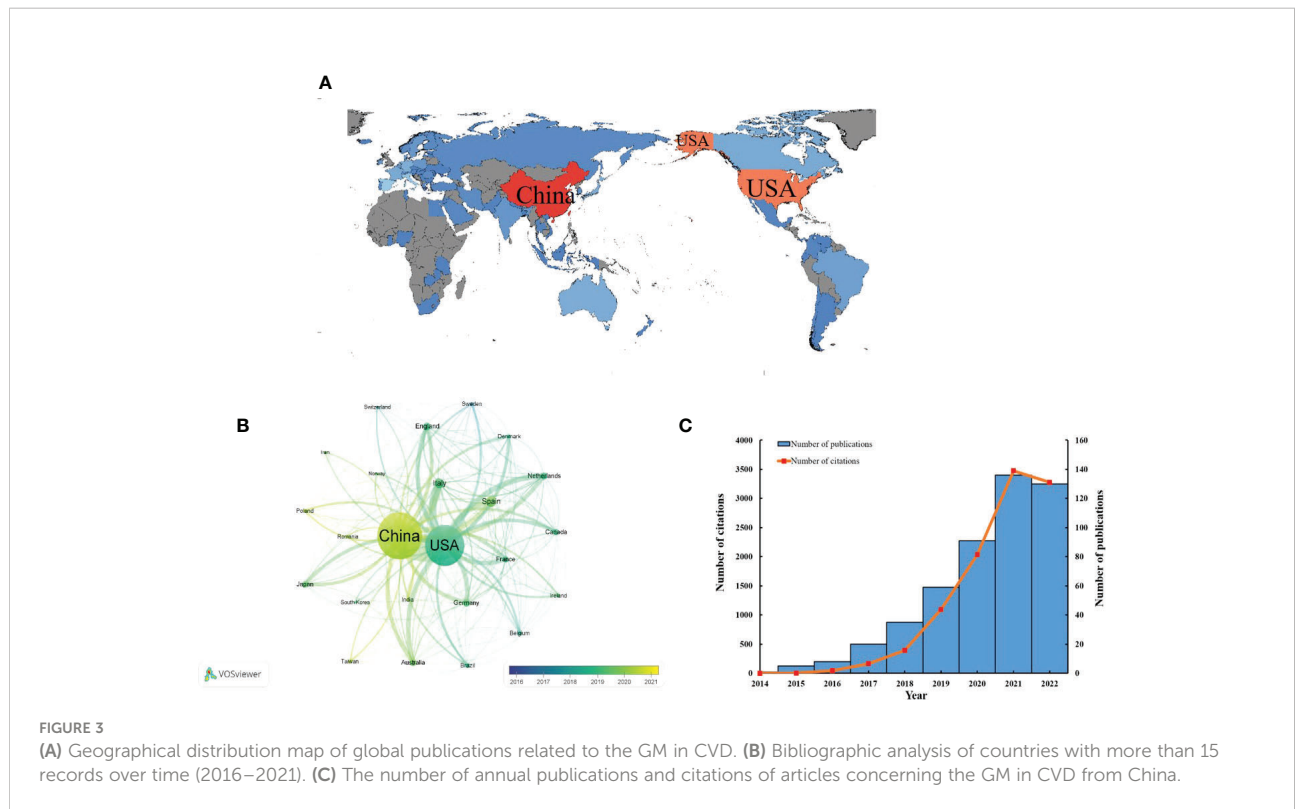 A
USA
China
USA
B
Switzerland
Sweden
England
Denmark
Iran
Norway
Italy
Netherlands
Spain
Poland
China
USA
Romania
Canada
France
Japan
South Korea
India
Germany
Ireland
Belgium
Taiwan
Australia
Brazil
VOSviewer
2016 2017 2018 2019 2020 2021
C
Number of publications
Number of citations
4000
3500
3000
2500
2000
1500
1000
500
0
Number of citations
160
140
120
100
80
60
40
20
0
Number of publications
2014 2015 2016 2017 2018 2019 2020 2021 2022
Year
FIGURE 3
(A) Geographical distribution map of global publications related to the GM in CVD. (B) Bibliographic analysis of countries with more than 15
records over time (2016–2021). (C) The number of annual publications and citations of articles concerning the GM in CVD from China.